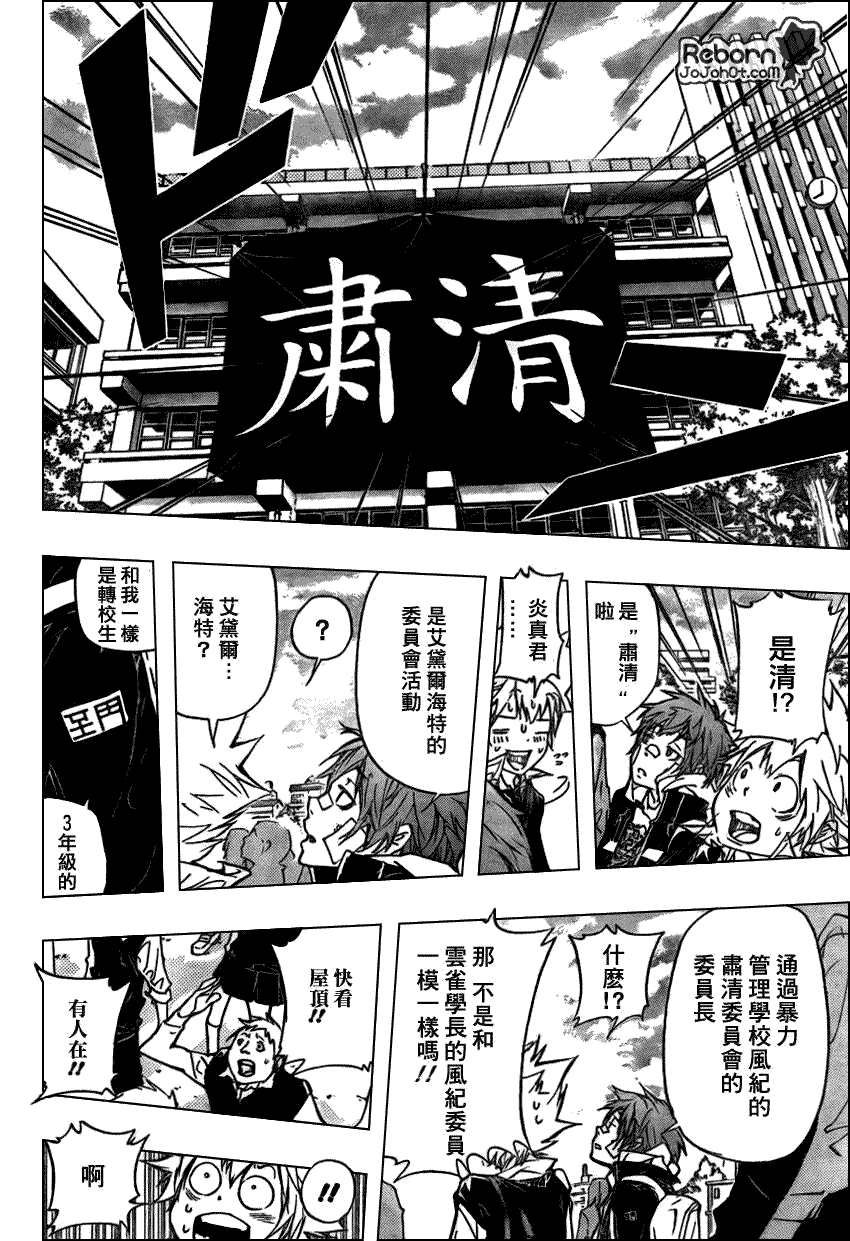 Reborn
JoJoHot.com
肅清
是清!?
是〝肅清〞
啦
炎真君
……
是艾黛爾海特的
委員會活動
?
艾黛爾…
海特?
和我一樣
是轉校生
至門
3年級的
通過暴力
管理學校風紀的
肅清委員會的
委員長
什麼!?
那 不是和
雲雀學長的風紀委員
一模一樣嗎!!
快看
屋頂!!
有人在!!
!!
啊